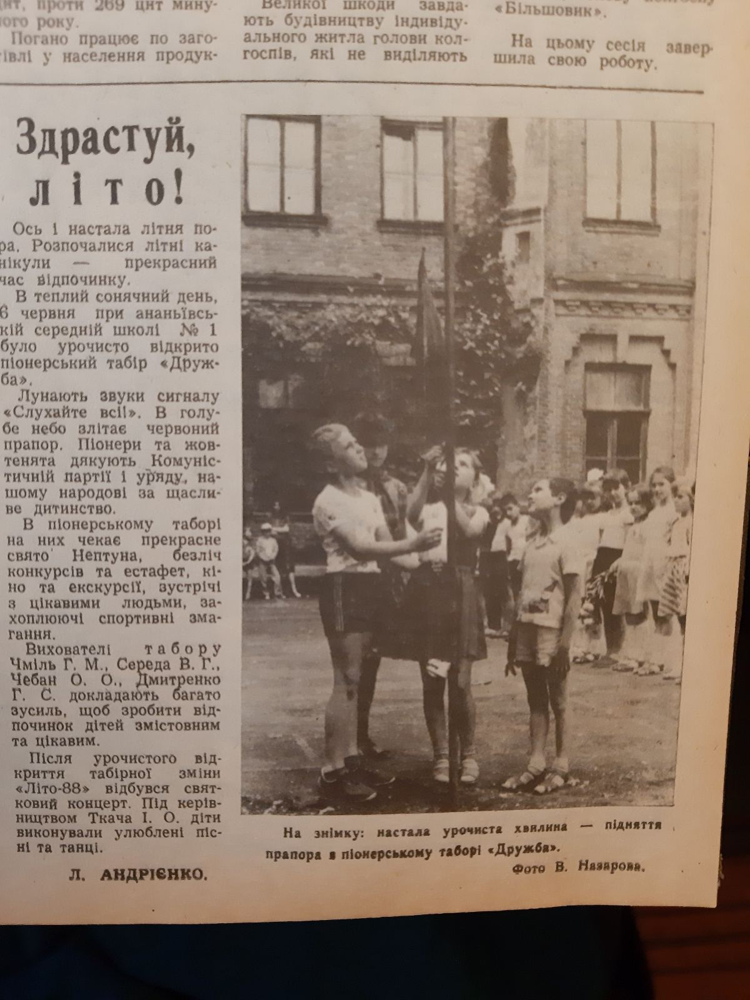 проти 269 цнт мину-
року.
Погано працює по заго-
тівлі у населення продук-
Великої шкоди завда-
ють будівництву індивіду-
ального житла голови кол-
госпів, які не виділяють
«Більшовик».
На цьому сесія завер-
шила свою роботу.
Здрастуй,
літо!
Ось і настала літня по-
ра. Розпочалися літні ка-
нікули — прекрасний
час відпочинку.
В теплий сонячний день,
6 червня при ананьївсь-
кій середній школі № 1
було урочисто відкрито
піонерський табір «Друж-
ба».
Лунають звуки сигналу
«Слухайте всі!». В голу-
бе небо злітає червоний
прапор. Піонери та жов-
тенята дякують Комуніс-
тичній партії і уряду, на-
шому народові за щасли-
ве дитинство.
В піонерському таборі
на них чекає прекрасне
свято Нептуна, безліч
конкурсів та естафет, кі-
но та екскурсії, зустрічі
з цікавими людьми, за-
хоплюючі спортивні зма-
гання.
Вихователі табору
Чміль Г. М., Середа В. Г.,
Чебан О. О., Дмитренко
Г. С. докладають багато
зусиль, щоб зробити від-
починок дітей змістовним
та цікавим.
Після урочистого від-
криття табірної зміни
«Літо-88» відбувся свят-
ковий концерт. Під керів-
ництвом Ткача І. О. діти
виконували улюблені піс-
ні та танці.
Л. АНДРІЄНКО.
На знімку: настала урочиста хвилина — підняття
прапора в піонерському таборі «Дружба».
Фото В. Назарова.